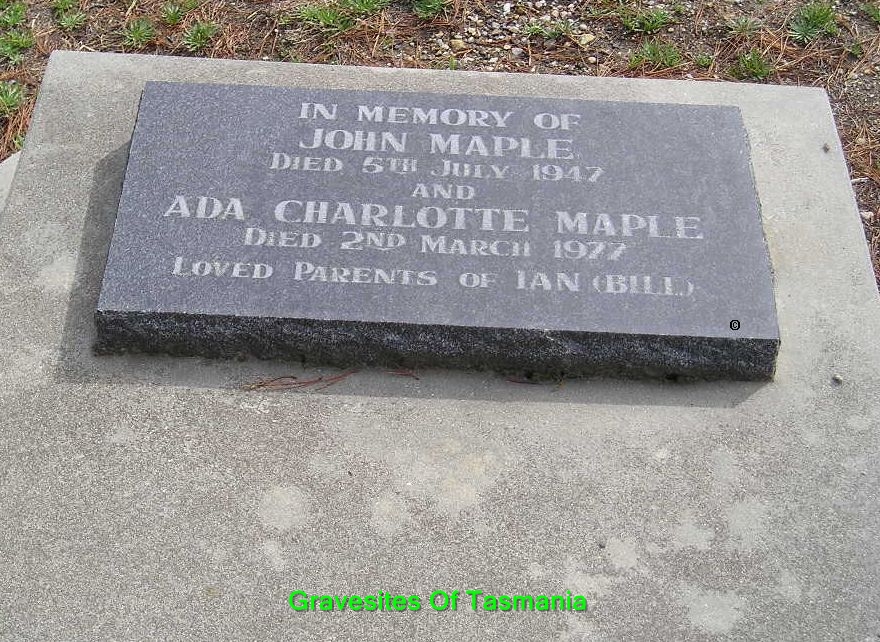 IN MEMORY OF
JOHN MAPLE
DIED 5TH JULY 1947
AND
ADA CHARLOTTE MAPLE
DIED 2ND MARCH 1977
LOVED PARENTS OF IAN (BILL)
Gravesites Of Tasmania